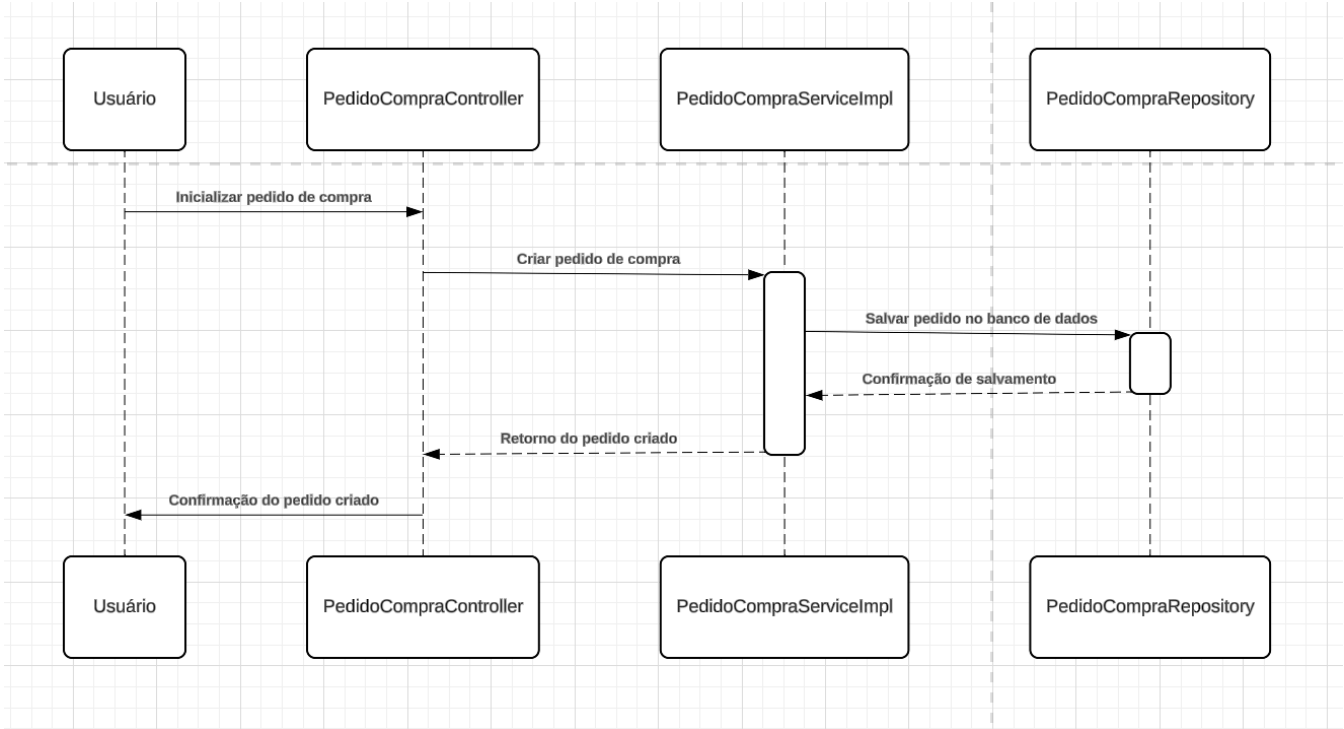 Usuário
PedidoCompraController
PedidoCompraServiceImpl
PedidoCompraRepository
Inicializar pedido de compra
Criar pedido de compra
Salvar pedido no banco de dados
Confirmação de salvamento
Retorno do pedido criado
Confirmação do pedido criado
Usuário
PedidoCompraController
PedidoCompraServiceImpl
PedidoCompraRepository